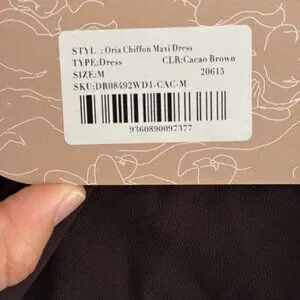 STYL : Oria Chiffon Maxi Dress
TYPE:Dress CLR:Cacao Brown
SIZE:M 20615
SKU:DR08492WD1-CAC-M
9360890097377